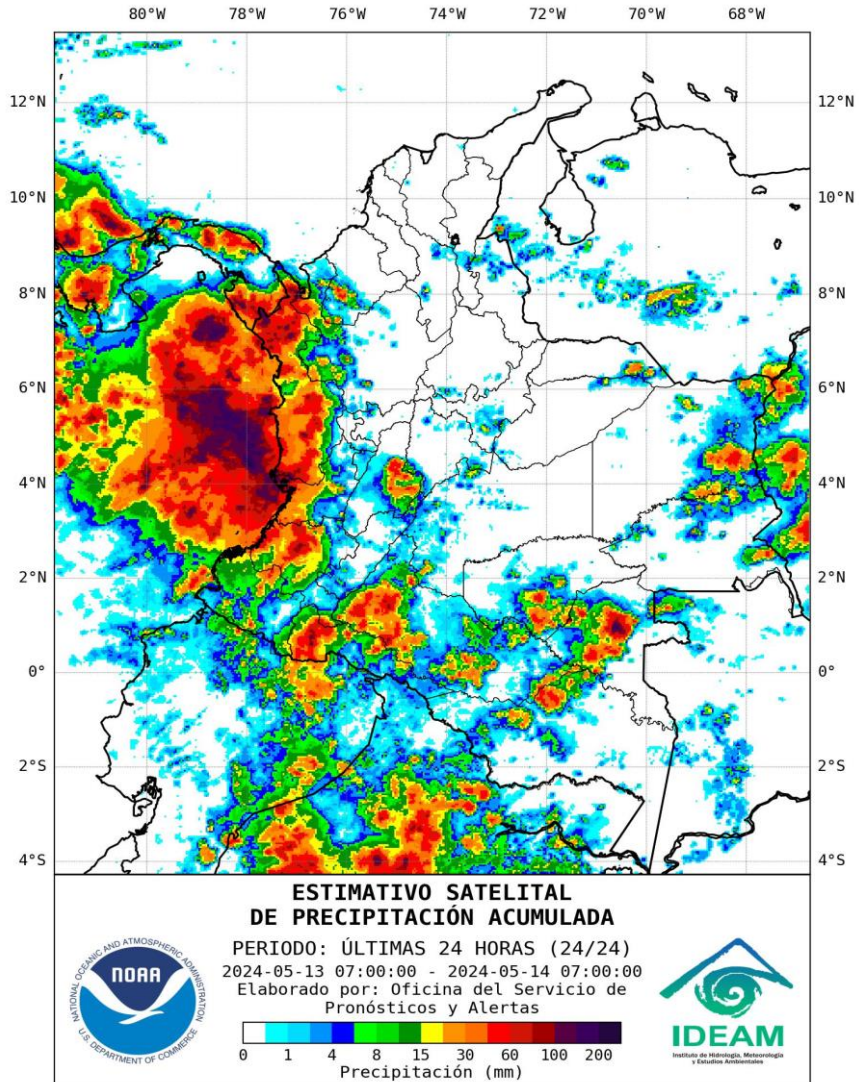 80°W 78°W 76°W 74°W 72°W 70°W 68°W
12°N 12°N
10°N 10°N
8°N 8°N
6°N 6°N
4°N 4°N
2°N 2°N
0° 0°
2°S 2°S
4°S 4°S
ESTIMATIVO SATELITAL
DE PRECIPITACIÓN ACUMULADA
PERIODO: ÚLTIMAS 24 HORAS (24/24)
2024-05-13 07:00:00 - 2024-05-14 07:00:00
Elaborado por: Oficina del Servicio de
Pronósticos y Alertas
0 1 4 8 15 30 60 100 200
Precipitación (mm)
NATIONAL OCEANIC AND ATMOSPHERIC ADMINISTRATION
NOAA
U.S. DEPARTMENT OF COMMERCE
IDEAM
Instituto de Hidrología, Meteorología
y Estudios Ambientales